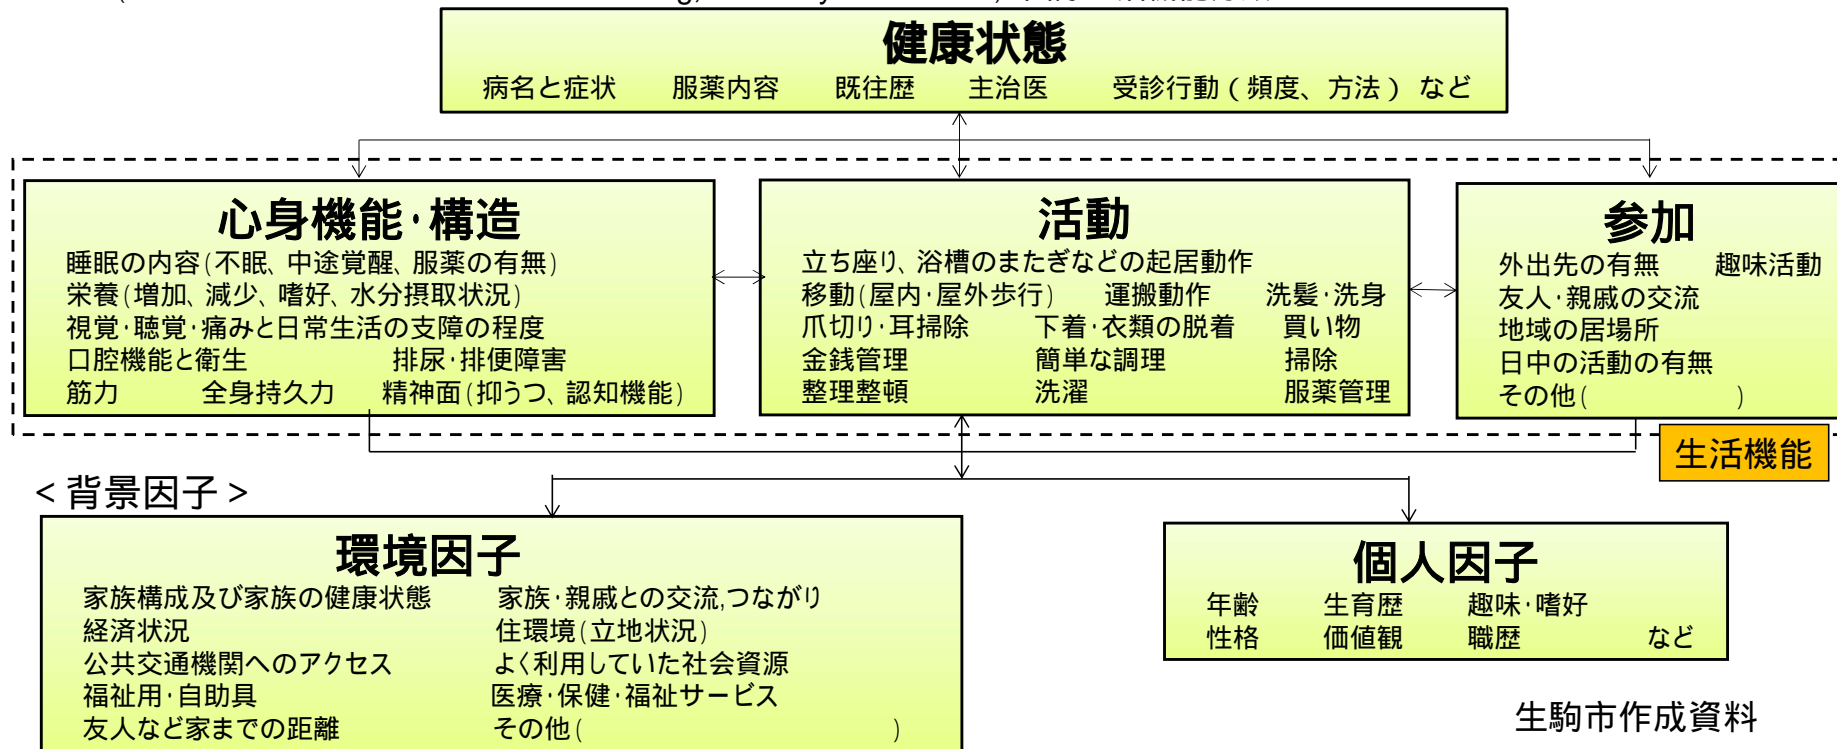 健康状態
病名と症状 服薬内容 既往歴 主治医 受診行動(頻度、方法) など
心身機能・構造
睡眠の内容(不眠、中途覚醒、服薬の有無)
栄養(増加、減少、嗜好、水分摂取状況)
視覚・聴覚・痛みと日常生活の支障の程度
口腔機能と衛生 排尿・排便障害
筋力 全身持久力 精神面(抑うつ、認知機能)
活動
立ち座り、浴槽のまたぎなどの起居動作
移動(屋内・屋外歩行) 運搬動作 洗髪・洗身
爪切り・耳掃除 下着・衣類の脱着 買い物
金銭管理 簡単な調理 掃除
整理整頓 洗濯 服薬管理
参加
外出先の有無 趣味活動
友人・親戚の交流
地域の居場所
日中の活動の有無
その他( )
生活機能
<背景因子>
環境因子
家族構成及び家族の健康状態 家族・親戚との交流,つながり
経済状況 住環境(立地状況)
公共交通機関へのアクセス よく利用していた社会資源
福祉用・自助具 医療・保健・福祉サービス
友人など家までの距離 その他( )
個人因子
年齢 生育歴 趣味・嗜好
性格 価値観 職歴 など
生駒市作成資料